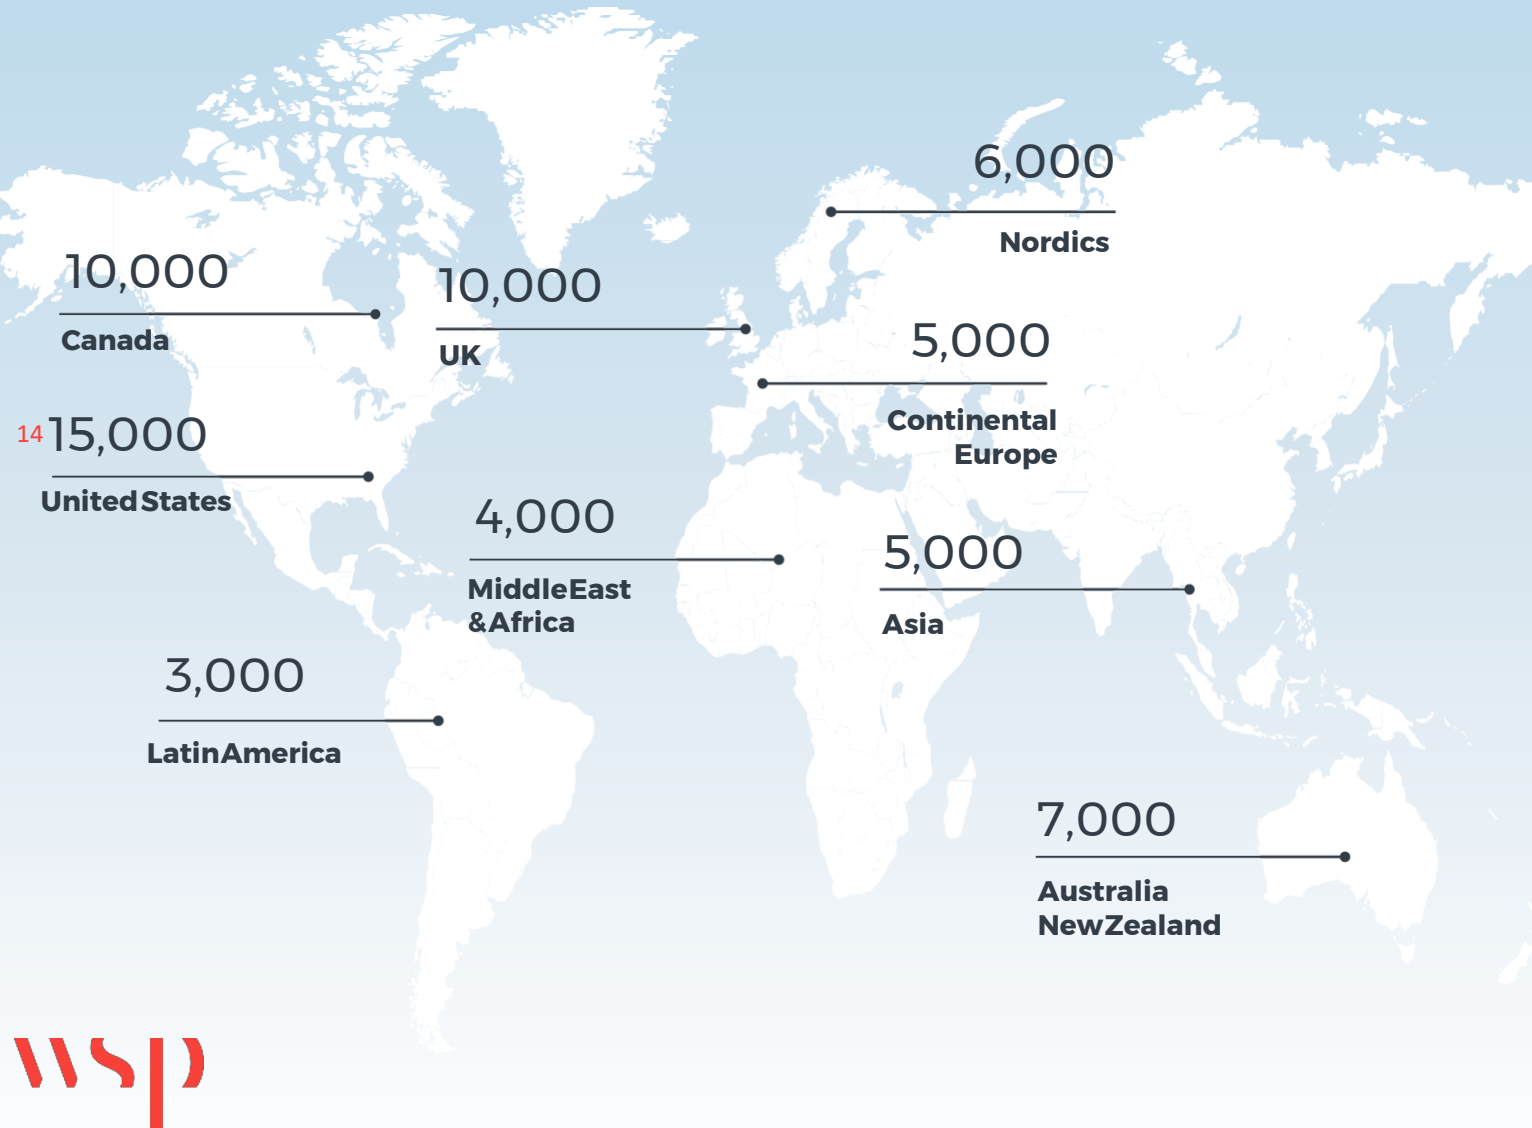 6,000
Nordics
10,000
Canada
10,000
UK
5,000
Continental
Europe
14
15,000
United States
4,000
Middle East
& Africa
5,000
Asia
3,000
Latin America
7,000
Australia
New Zealand
wsp